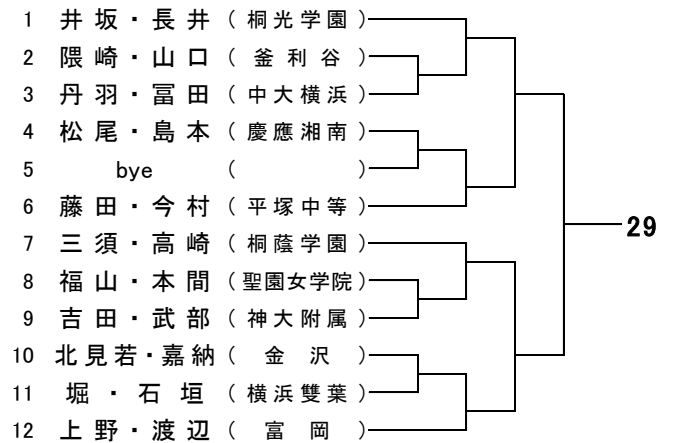 1 井坂・長井 (桐光学園)
2 隈崎・山口 (釜利谷)
3 丹羽・冨田 (中大横浜)
4 松尾・島本 (慶應湘南)
5 bye ( )
6 藤田・今村 (平塚中等)
7 三須・高崎 (桐蔭学園)
29
8 福山・本間 (聖園女学院)
9 吉田・武部 (神大附属)
10 北見若・嘉納 (金沢)
11 堀・石垣 (横浜雙葉)
12 上野・渡辺 (富岡)